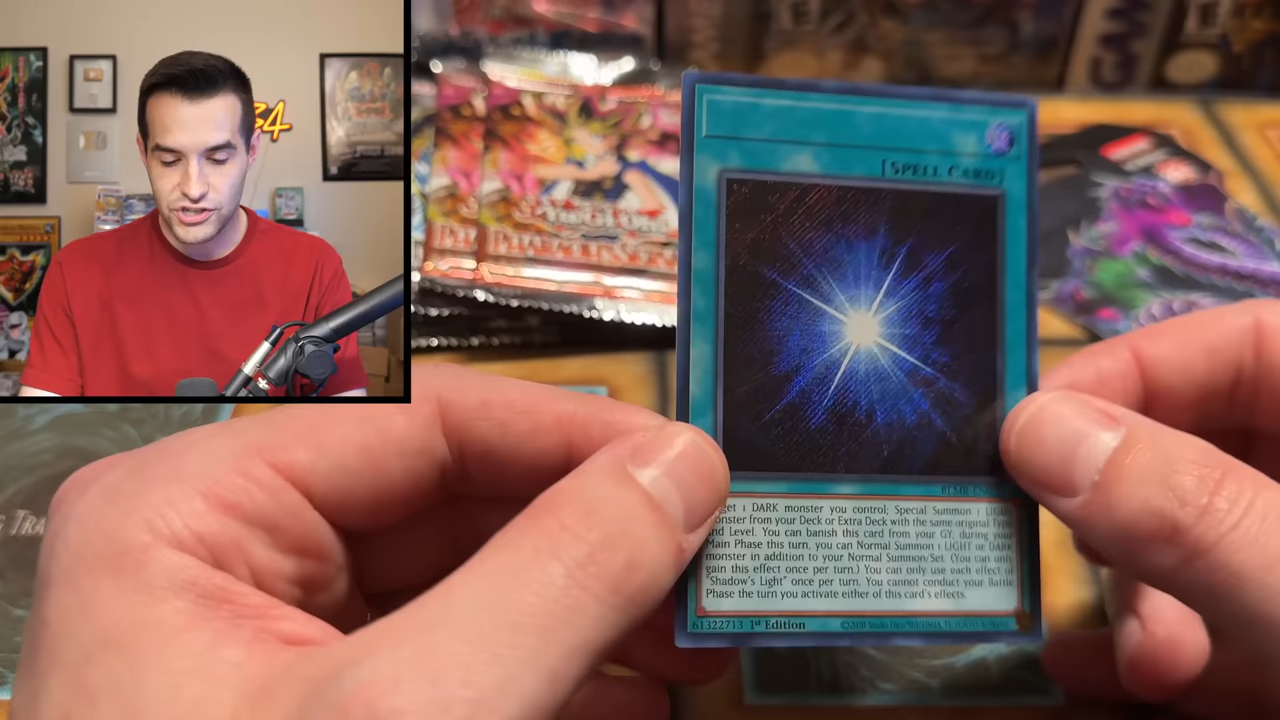 34
GAME
[SPELL CARD]
get 1 DARK monster you control; Special Summon 1 LIGHT
monster from your Deck or Extra Deck with the same original Type
and Level. You can banish this card from your GY, during your
Main Phase this turn, you can Normal Summon 1 LIGHT or DARK
monster in addition to your Normal Summon/Set. (You can only
gain this effect once per turn.) You can only use each effect of
"Shadow's Light" once per turn. You cannot conduct your Battle
Phase the turn you activate either of this card's effects.
61322713 1st Edition